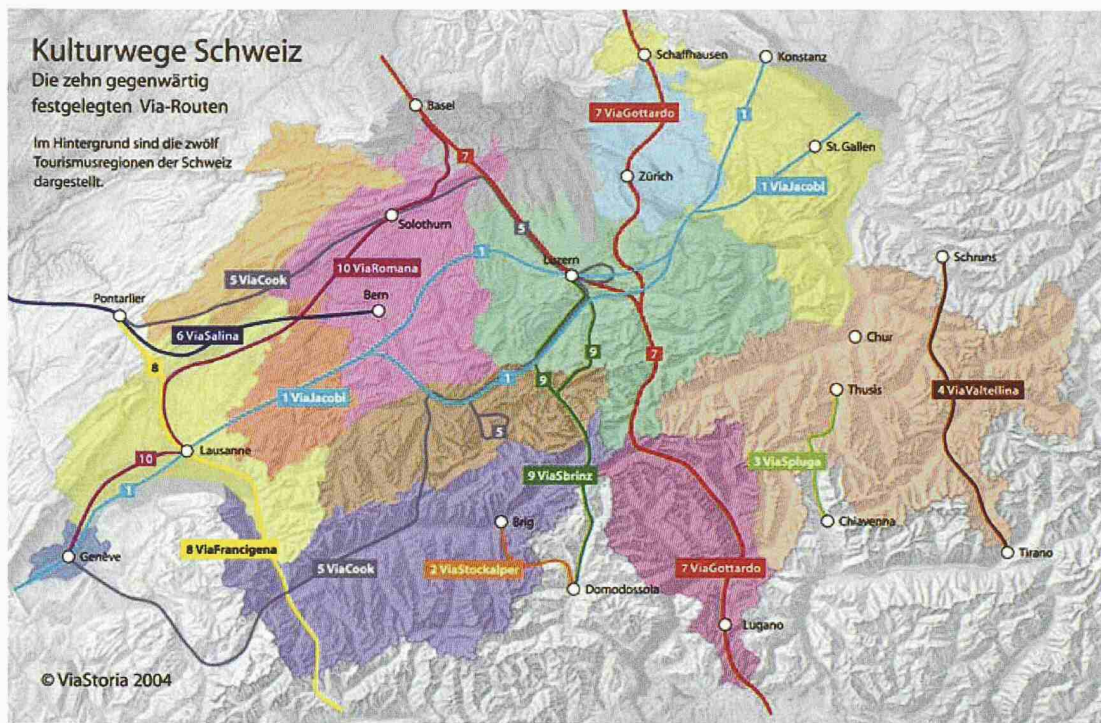 Kulturwege Schweiz
Die zehn gegenwärtig
festgelegten Via-Routen
Im Hintergrund sind die zwölf
Tourismusregionen der Schweiz
dargestellt.
Schaffhausen
Konstanz
Basel
7 ViaGottardo
1
St. Gallen
7
Zürich
1 ViaJacobi
Solothurn
5
1
Luzern
Schruns
5 ViaCook
10 ViaRomana
Pontarlier
Bern
6 ViaSalina
Chur
9
7
8
1
9
Thusis
4 ViaValtellina
1 ViaJacobi
5
Lausanne
10
3 ViaSpluga
9 ViaSbrinz
1
Brig
Chiavenna
Genève
8 ViaFrancigena
Tirano
5 ViaCook
2 ViaStockalper
7 ViaGottardo
Domodossola
Lugano
© ViaStoria 2004